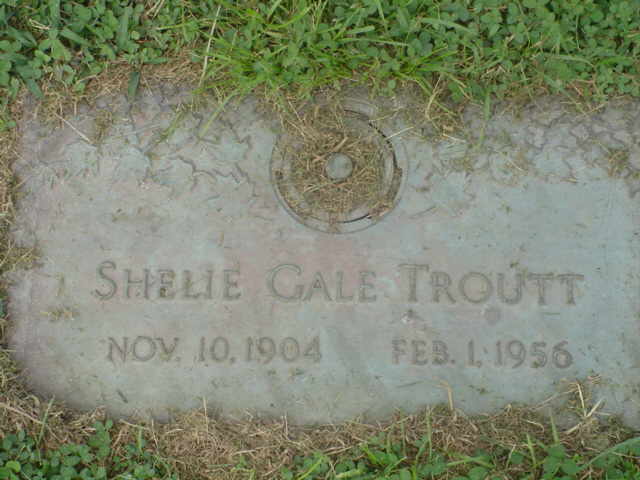 Shelie Gale Troutt
Nov. 10, 1904 Feb. 1, 1956